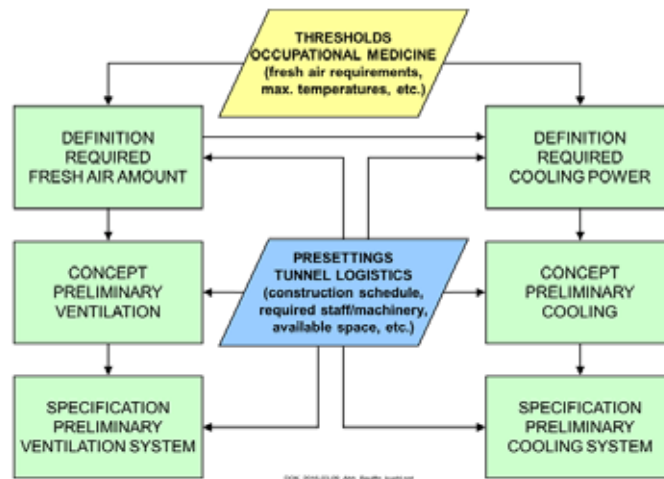 THRESHOLDS
OCCUPATIONAL MEDICINE
(fresh air requirements,
max. temperatures, etc.)
DEFINITION
REQUIRED
FRESH AIR AMOUNT
DEFINITION
REQUIRED
COOLING POWER
CONCEPT
PRELIMINARY
VENTILATION
PRESETTINGS
TUNNEL LOGISTICS
(construction schedule,
required staff/machinery,
available space, etc.)
CONCEPT
PRELIMINARY
COOLING
SPECIFICATION
PRELIMINARY
VENTILATION SYSTEM
SPECIFICATION
PRELIMINARY
COOLING SYSTEM